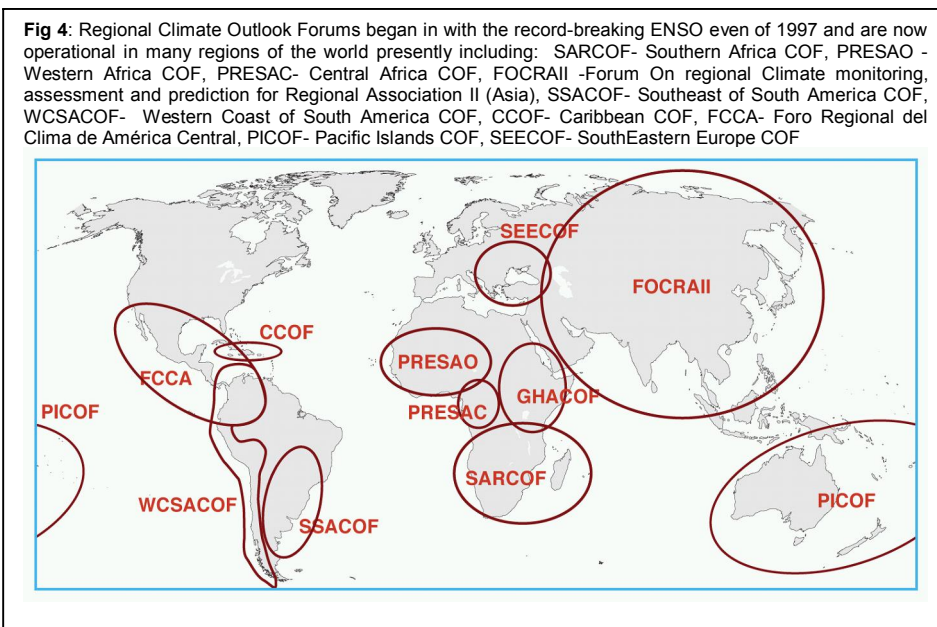 Fig 4: Regional Climate Outlook Forums began in with the record-breaking ENSO even of 1997 and are now
operational in many regions of the world presently including: SARCOF- Southern Africa COF, PRESAO -
Western Africa COF, PRESAC- Central Africa COF, FOCRAII -Forum On regional Climate monitoring,
assessment and prediction for Regional Association II (Asia), SSACOF- Southeast of South America COF,
WCSACOF- Western Coast of South America COF, CCOF- Caribbean COF, FCCA- Foro Regional del
Clima de América Central, PICOF- Pacific Islands COF, SEECOF- SouthEastern Europe COF
SEECOF
FOCRAII
CCOF
PRESAO
FCCA
GHACOF
PICOF
PRESAC
SARCOF
PICOF
WCSACOF
SSACOF